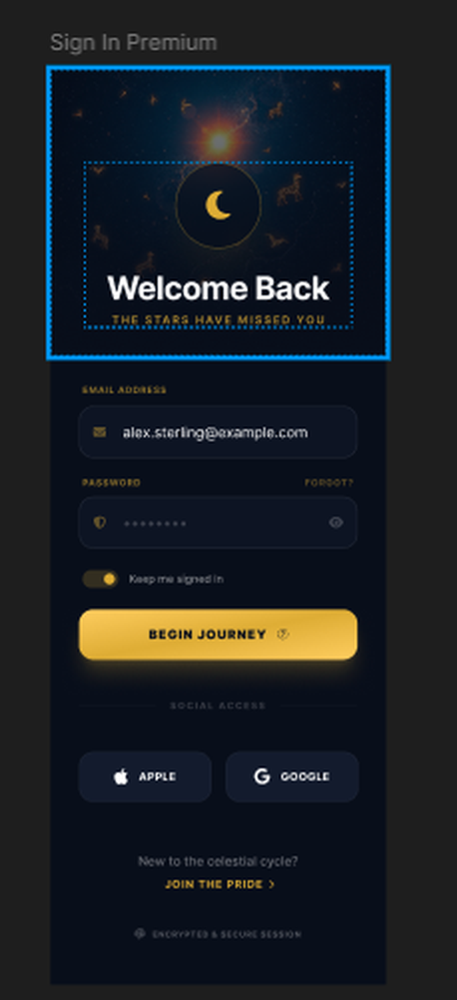 Sign In Premium
Welcome Back
THE STARS HAVE MISSED YOU
EMAIL ADDRESS
alex.sterling@example.com
PASSWORD FORGOT?
Keep me signed in
BEGIN JOURNEY
SOCIAL ACCESS
APPLE GOOGLE
New to the celestial cycle?
JOIN THE PRIDE >
ENCRYPTED & SECURE SESSION